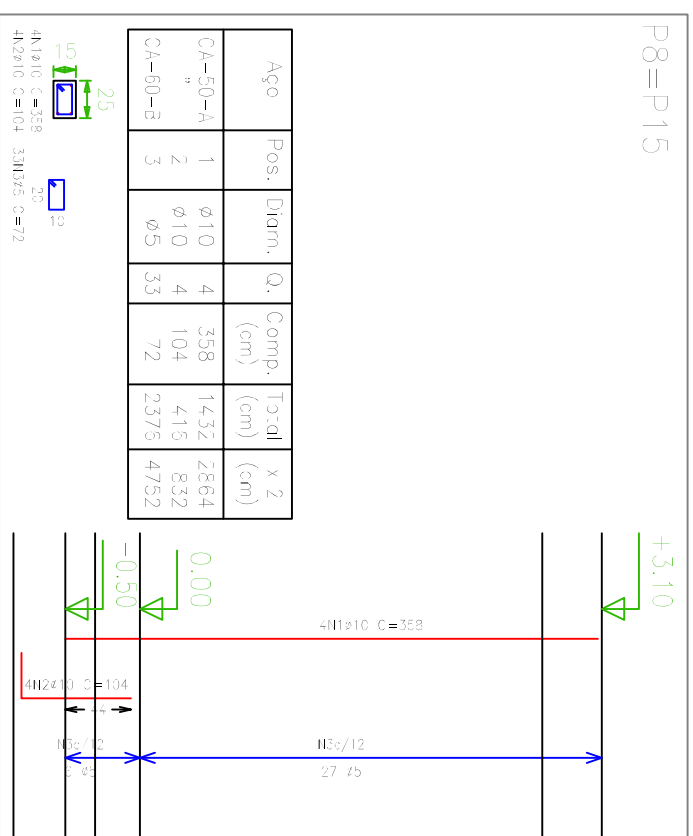 P8=P15
Aço Pos. Diam. Q. Comp. (cm) Total (cm) x 2 (cm)
CA-50-A 1 Ø10 4 358 1432 2864
" 2 Ø10 4 104 416 832
CA-60-B 3 Ø5 33 72 2376 4752
15
25
20
10
4N1Ø10 C=358
4N2Ø10 C=104 33N3Ø5 C=72
+3.10
0.00
-0.50
4N1Ø10 C=358
4N2Ø10 C=104
44
N3c/12
N3c/12
27 Ø5